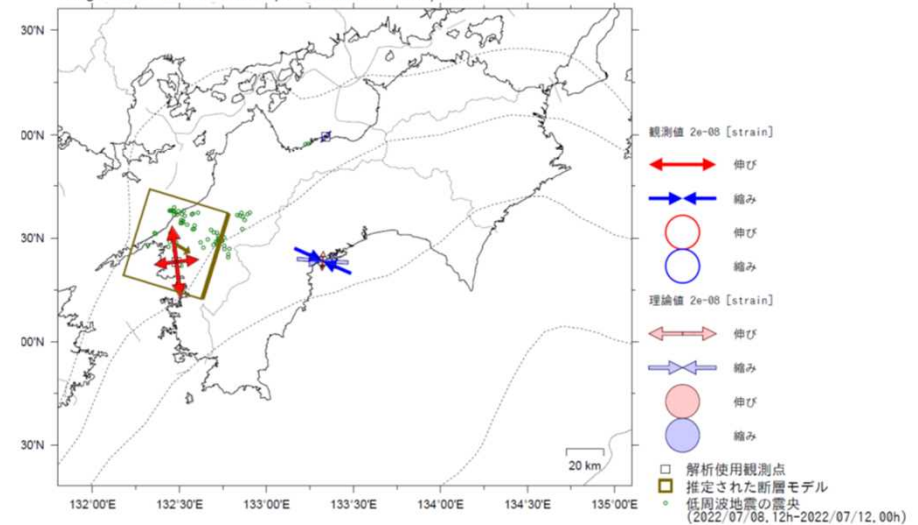 30'N
00'N
30'N
00'N
30'N
132°00'E
132°30'E
133°00'E
133°30'E
134°00'E
134°30'E
135°00'E
20 km
観測値 2e-08 [strain]
伸び
縮み
伸び
縮み
理論値 2e-08 [strain]
伸び
縮み
伸び
縮み
解析使用観測点
推定された断層モデル
低周波地震の震央
(2022/07/08.12h-2022/07/12.00h)